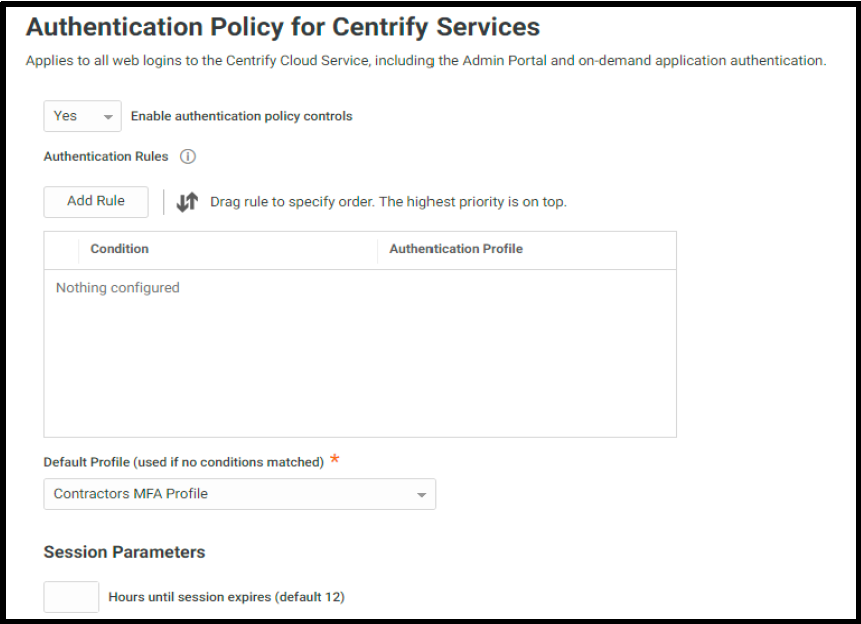 Authentication Policy for Centrify Services
Applies to all web logins to the Centrify Cloud Service, including the Admin Portal and on-demand application authentication.
Yes Enable authentication policy controls
Authentication Rules
Add Rule Drag rule to specify order. The highest priority is on top.
Condition Authentication Profile
Nothing configured
Default Profile (used if no conditions matched) *
Contractors MFA Profile
Session Parameters
Hours until session expires (default 12)